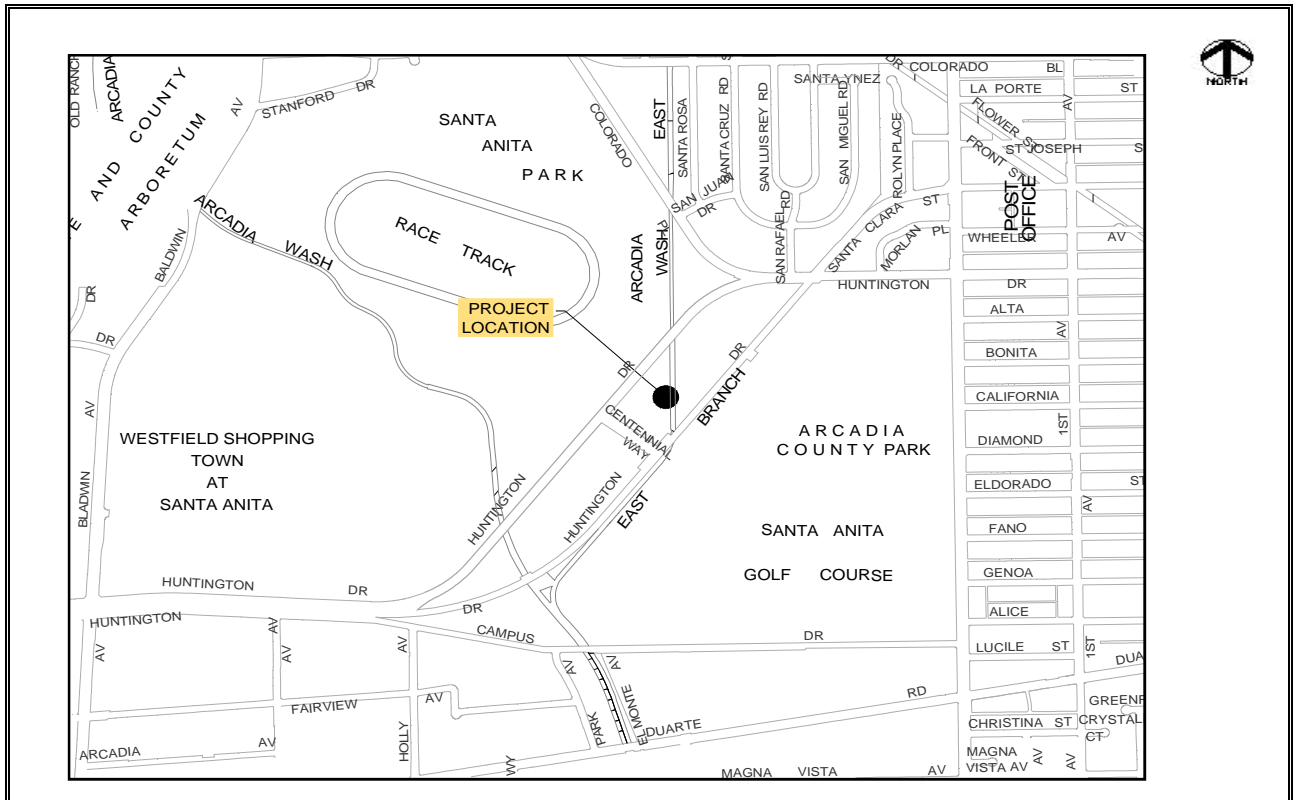 NORTH
OLD RANCH
ARCADIA
AND COUNTY
ARBORETUM
AV
STANFORD DR
SANTA
ANITA
PARK
COLORADO
EAST
SANTA ROSA
SANTA CRUZ RD
SAN LUIS REY RD
SANTA YNEZ
SAN MIGUEL RD
DR
COLORADO
BL
LA PORTE
ST
AV
FLOWER ST
FRONT ST
ST JOSEPH
ROLYN PLACE
POST
OFFICE
SAN JUAN
DR
SAN RAFAEL RD
SANTA CLARA ST
MORLAN PL
WHEELER
AV
ARCADIA WASH
BALDWIN
RACE TRACK
ARCADIA
WASH
HUNTINGTON
DR
ALTA
AV
BONITA
CALIFORNIA
1ST
DIAMOND
ELDORADO
ST
AV
FANO
GENOA
ALICE
LUCILE ST
1ST
DR
DR
PROJECT
LOCATION
DR
DR
BRANCH
CENTENNIAL
WAY
ARCADIA
COUNTY PARK
AV
BLADWIN
WESTFIELD SHOPPING
TOWN
AT
SANTA ANITA
HUNTINGTON
HUNTINGTON
EAST
SANTA ANITA
GOLF COURSE
HUNTINGTON DR
HUNTINGTON
DR
CAMPUS
DR
AV
AV
AV
AV
AV
AV
AV
FAIRVIEW
AV
HOLLY
PARK
EL MONTE
DUARTE
RD
DUA
GREENF
CHRISTINA ST
CRYSTAL
CT
ARCADIA
AV
WY
MAGNA VISTA
AV
MAGNA
VISTA AV
AV
AV